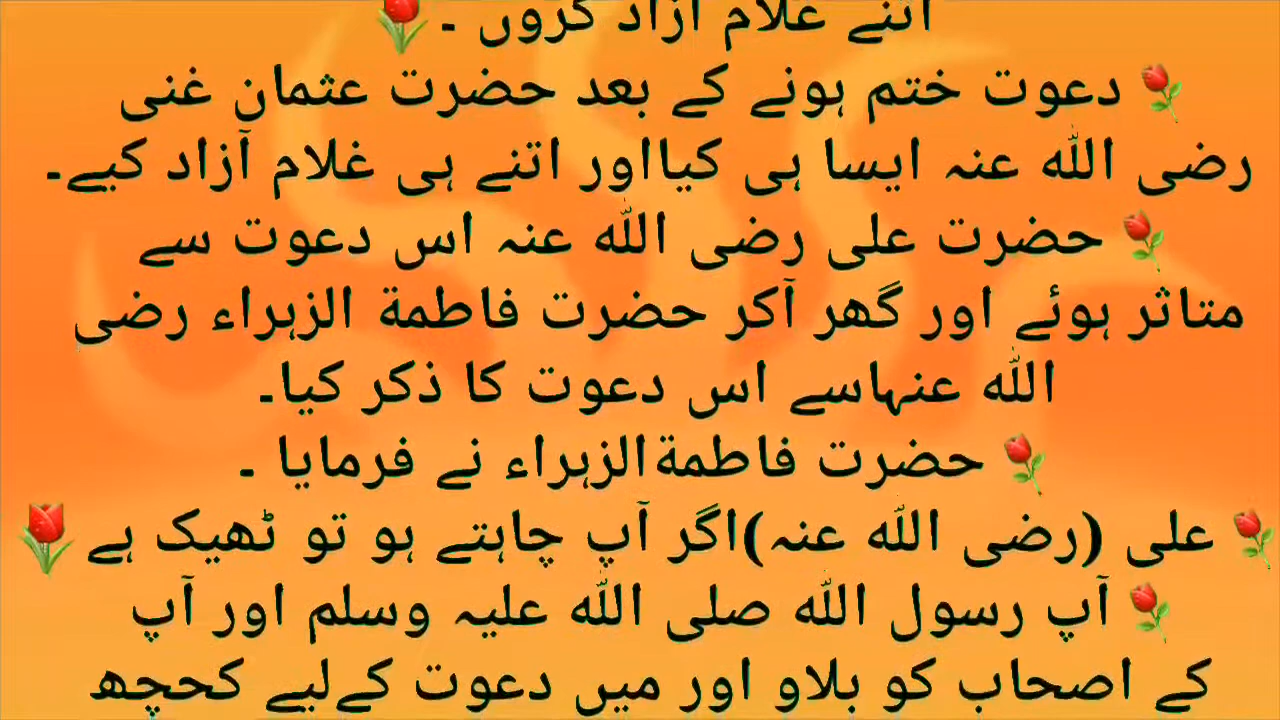 اتنے غلام آزاد کروں ۔
دعوت ختم ہونے کے بعد حضرت عثمان غنی
رضی اللہ عنہ ایسا ہی کیااور اتنے ہی غلام آزاد کیے۔
حضرت علی رضی اللہ عنہ اس دعوت سے
متاثر ہوئے اور گھر آکر حضرت فاطمة الزہراء رضی
اللہ عنہاسے اس دعوت کا ذکر کیا۔
حضرت فاطمةالزہراء نے فرمایا ۔
علی (رضی اللہ عنہ)اگر آپ چاہتے ہو تو ٹھیک ہے
آپ رسول اللہ صلی اللہ علیہ وسلم اور آپ
کے اصحاب کو بلاو اور میں دعوت کےلیے کحچھ